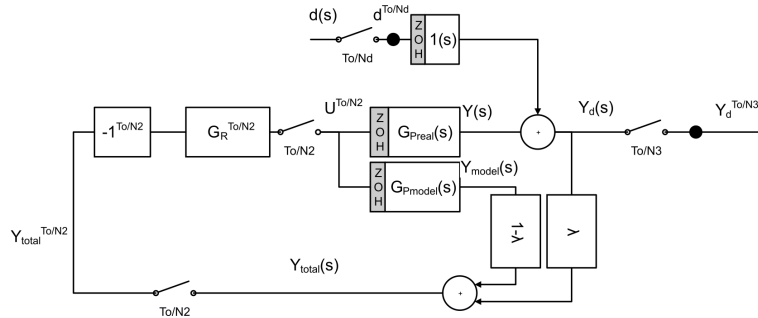 d(s)
d^To/Nd
To/Nd
ZOH
1(s)
-1^To/N2
G_R^To/N2
To/N2
U^To/N2
ZOH
G_Preal(s)
Y(s)
+
Y_d(s)
To/N3
Y_d^To/N3
ZOH
G_Pmodel(s)
Y_model(s)
1-λ
λ
Y_total^To/N2
To/N2
Y_total(s)
+